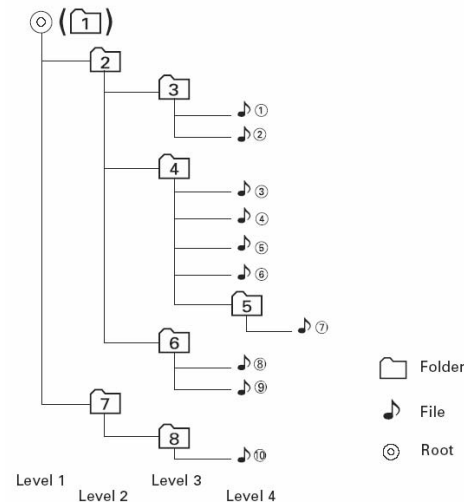 (1)
2
3
①
②
4
③
④
⑤
⑥
5
⑦
6
⑧
⑨
7
8
⑩
Folder
File
Root
Level 1
Level 2
Level 3
Level 4